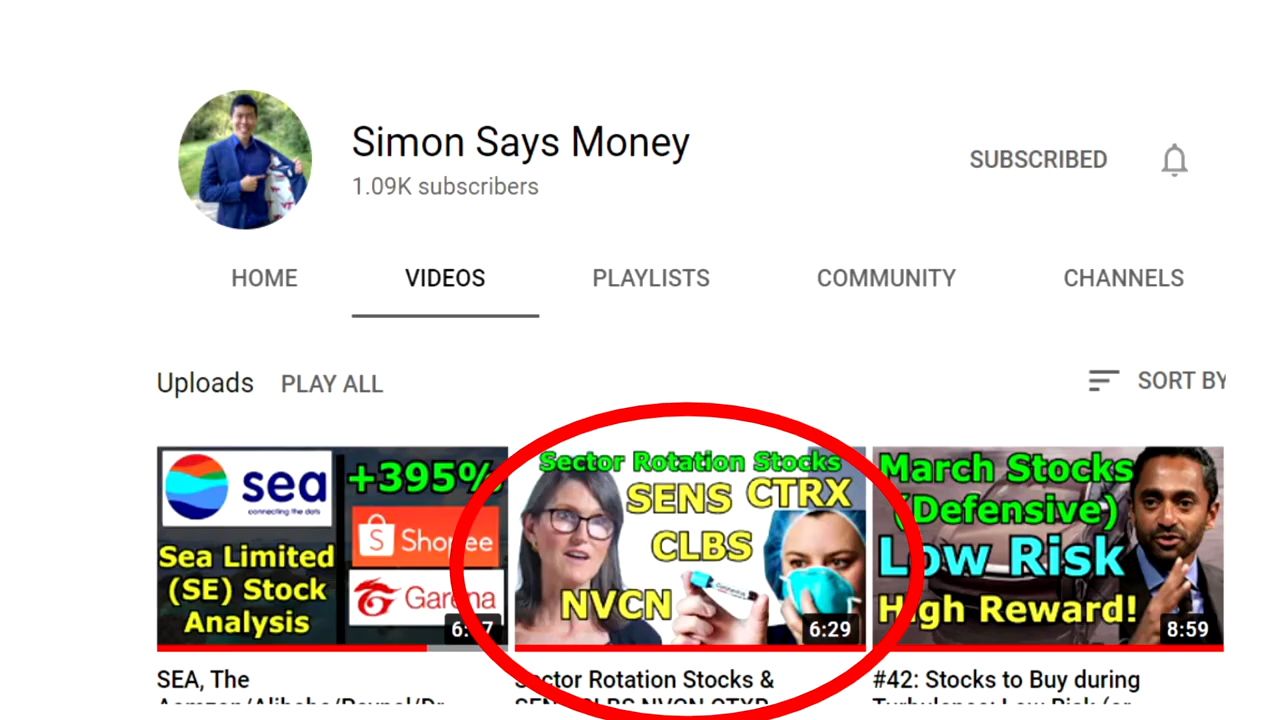 Simon Says Money
1.09K subscribers
SUBSCRIBED
HOME
VIDEOS
PLAYLISTS
COMMUNITY
CHANNELS
Uploads
PLAY ALL
SORT BY
sea
connecting the dots
+395%
Shopee
Garena
Sea Limited
(SE) Stock
Analysis
Sector Rotation Stocks
SENS CTRX
CLBS
NVCN
6:29
March Stocks
(Defensive)
Low Risk
High Reward!
8:59
SEA, The
Sector Rotation Stocks &
#42: Stocks to Buy during